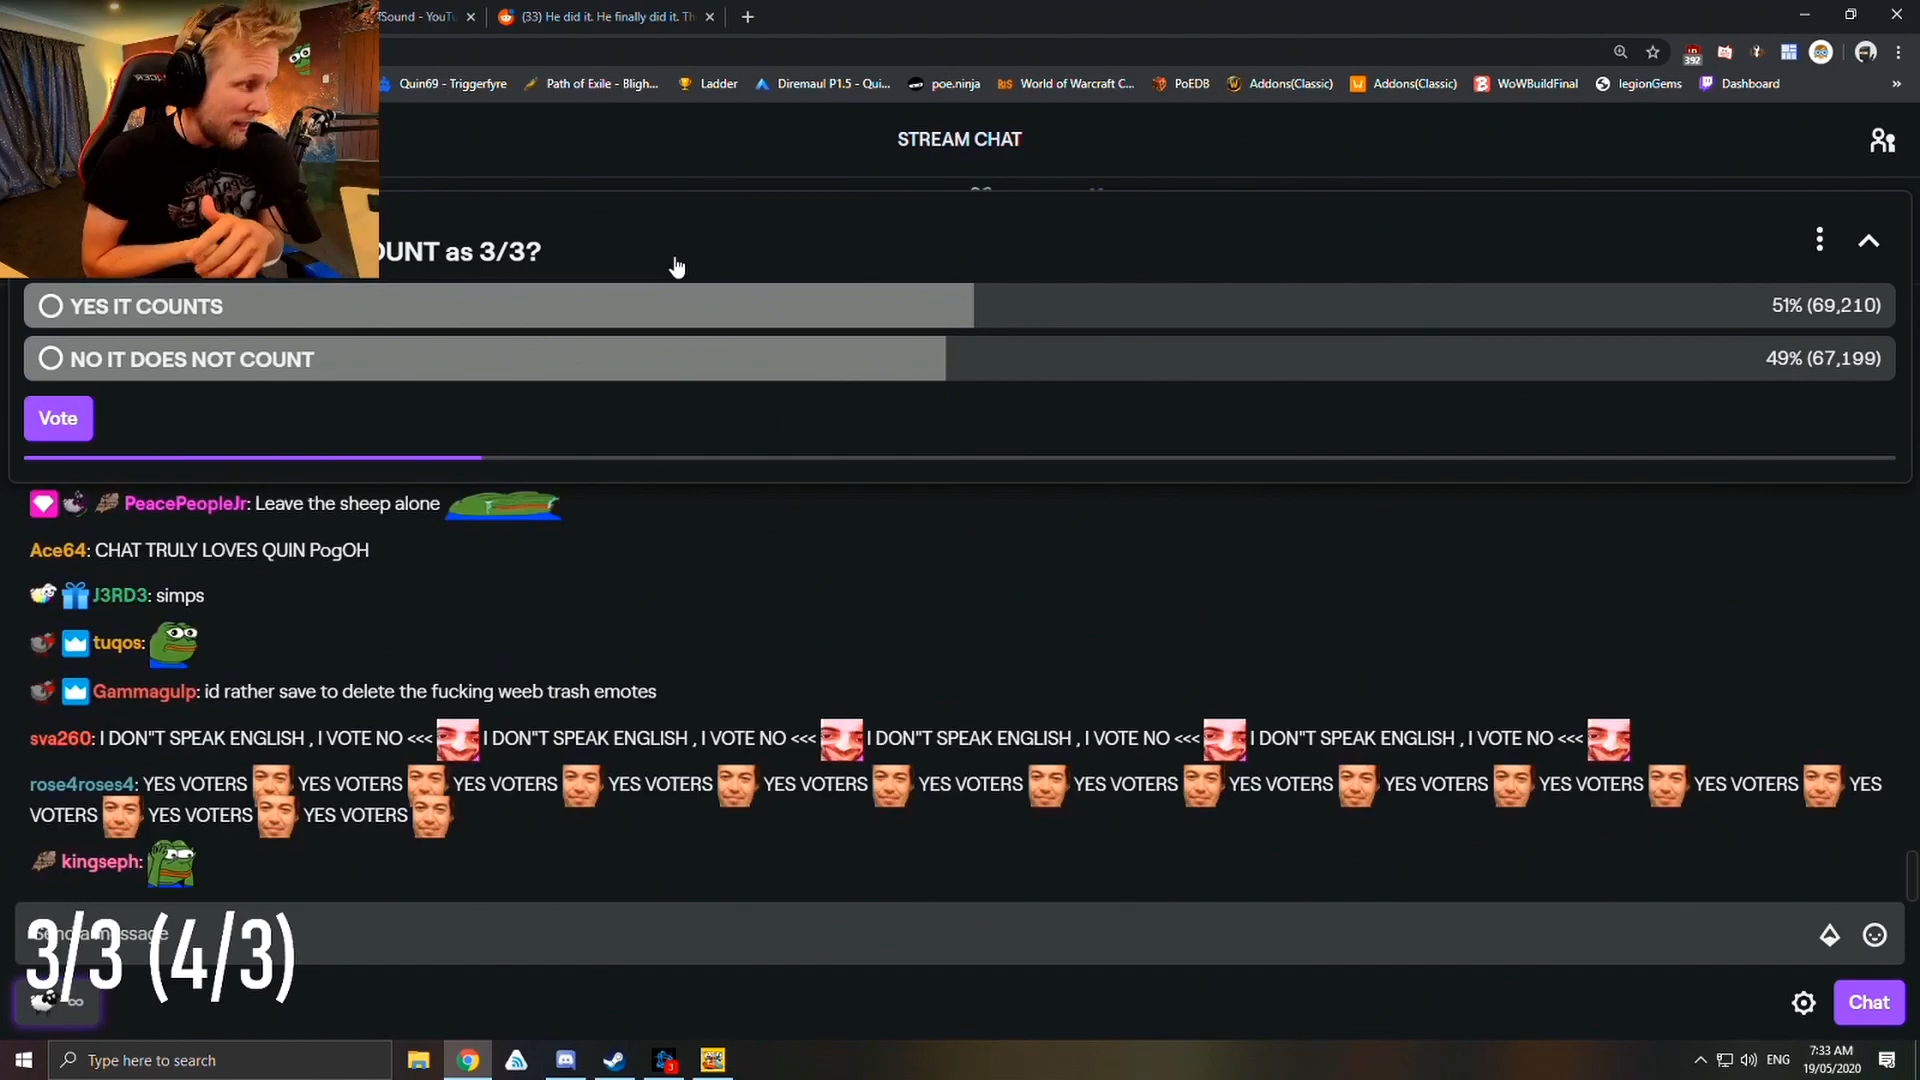 fSound - YouTu
(33) He did it. He finally did it. Th
392
Quin69 - Triggerfyre
Path of Exile - Bligh...
Ladder
Diremaul P1.5 - Qui...
poe.ninja
World of Warcraft C...
PoEDB
Addons(Classic)
Addons(Classic)
WoWBuildFinal
legionGems
Dashboard
»
STREAM CHAT
OUNT as 3/3?
YES IT COUNTS 51% (69,210)
NO IT DOES NOT COUNT 49% (67,199)
Vote
PeacePeopleJr: Leave the sheep alone
Ace64: CHAT TRULY LOVES QUIN PogOH
J3RD3: simps
tuqos:
Gammagulp: id rather save to delete the fucking weeb trash emotes
sva260: I DON"T SPEAK ENGLISH , I VOTE NO <<< I DON"T SPEAK ENGLISH , I VOTE NO <<< I DON"T SPEAK ENGLISH , I VOTE NO <<< I DON"T SPEAK ENGLISH , I VOTE NO <<<
rose4roses4: YES VOTERS YES VOTERS YES VOTERS YES VOTERS YES VOTERS YES VOTERS YES VOTERS YES VOTERS YES VOTERS YES VOTERS YES VOTERS YES
VOTERS YES VOTERS YES VOTERS
kingseph:
Send a message
3/3 (4/3)
∞
Chat
Type here to search
3
ENG
7:33 AM
19/05/2020